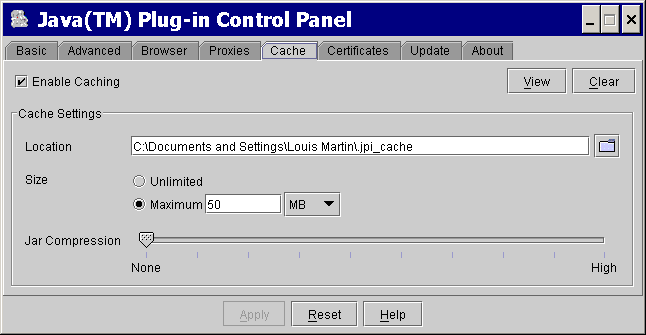 Java(TM) Plug-in Control Panel
Basic Advanced Browser Proxies Cache Certificates Update About
Enable Caching View Clear
Cache Settings
Location C:\Documents and Settings\Louis Martin\.jpi_cache
Size Unlimited
Maximum 50 MB
Jar Compression
None High
Apply Reset Help